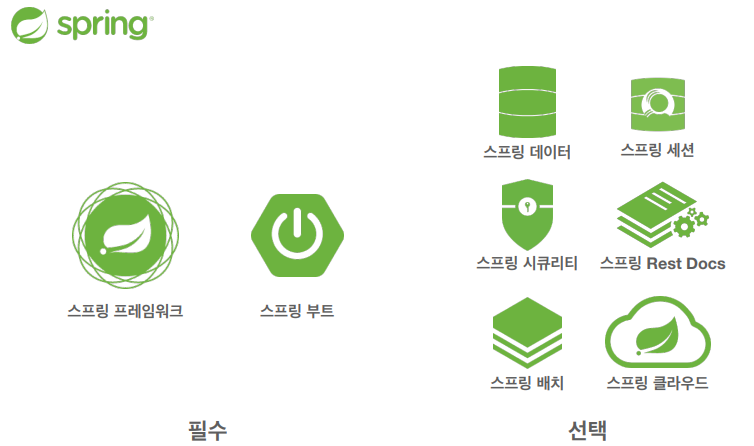 spring
스프링 데이터
스프링 세션
스프링 시큐리티
스프링 Rest Docs
스프링 프레임워크
스프링 부트
스프링 배치
스프링 클라우드
필수
선택